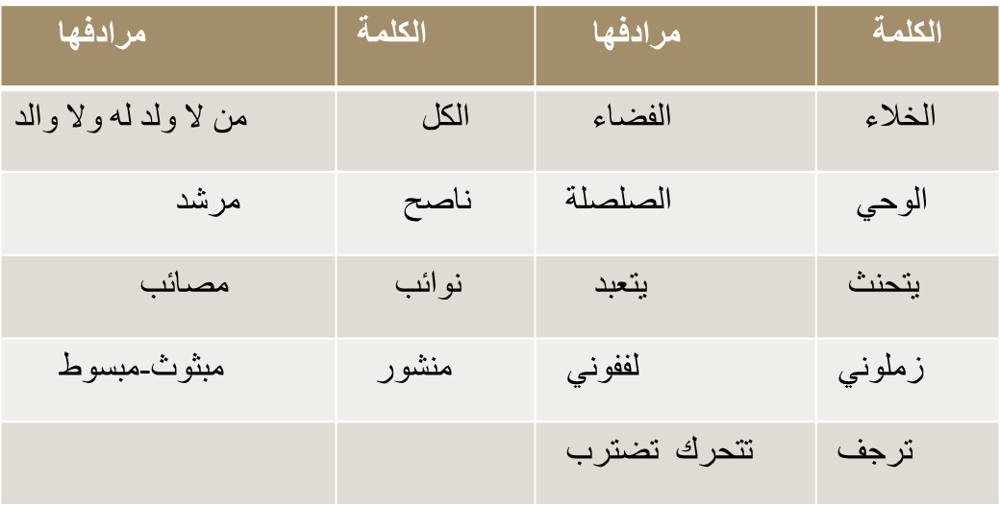 الكلمة مرادفها الكلمة مرادفها
الخلاء الفضاء الكل من لا ولد له ولا والد
الوحي الصلصلة ناصح مرشد
يتحنث يتعبد نوائب مصائب
زملوني لففوني منشور مبثوث-مبسوط
ترجف تتحرك تضترب